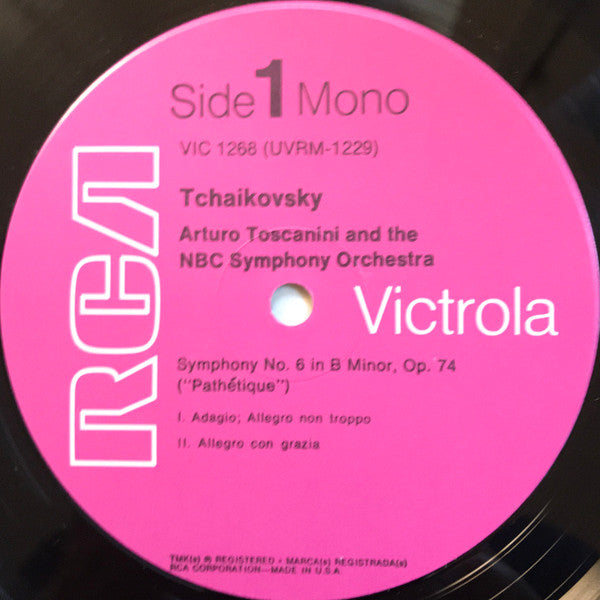 Side 1 Mono
VIC 1268 (UVRM-1229)
Tchaikovsky
Arturo Toscanini and the
NBC Symphony Orchestra
RCA
Victrola
Symphony No. 6 in B Minor, Op. 74
("Pathétique")
I. Adagio; Allegro non troppo
II. Allegro con grazia
TMK(s) ® REGISTERED • MARCA(s) REGISTRADA(s)
RCA CORPORATION—MADE IN U.S.A.